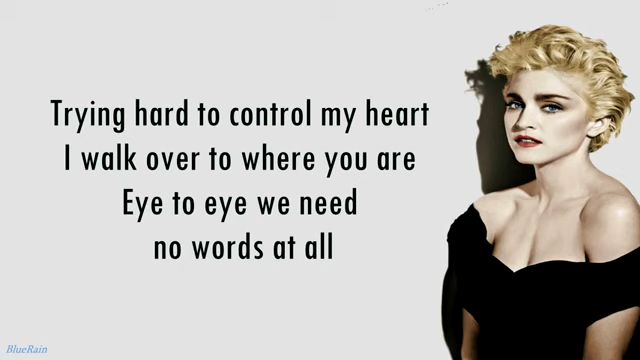 Trying hard to control my heart
I walk over to where you are
Eye to eye we need
no words at all
BlueRain